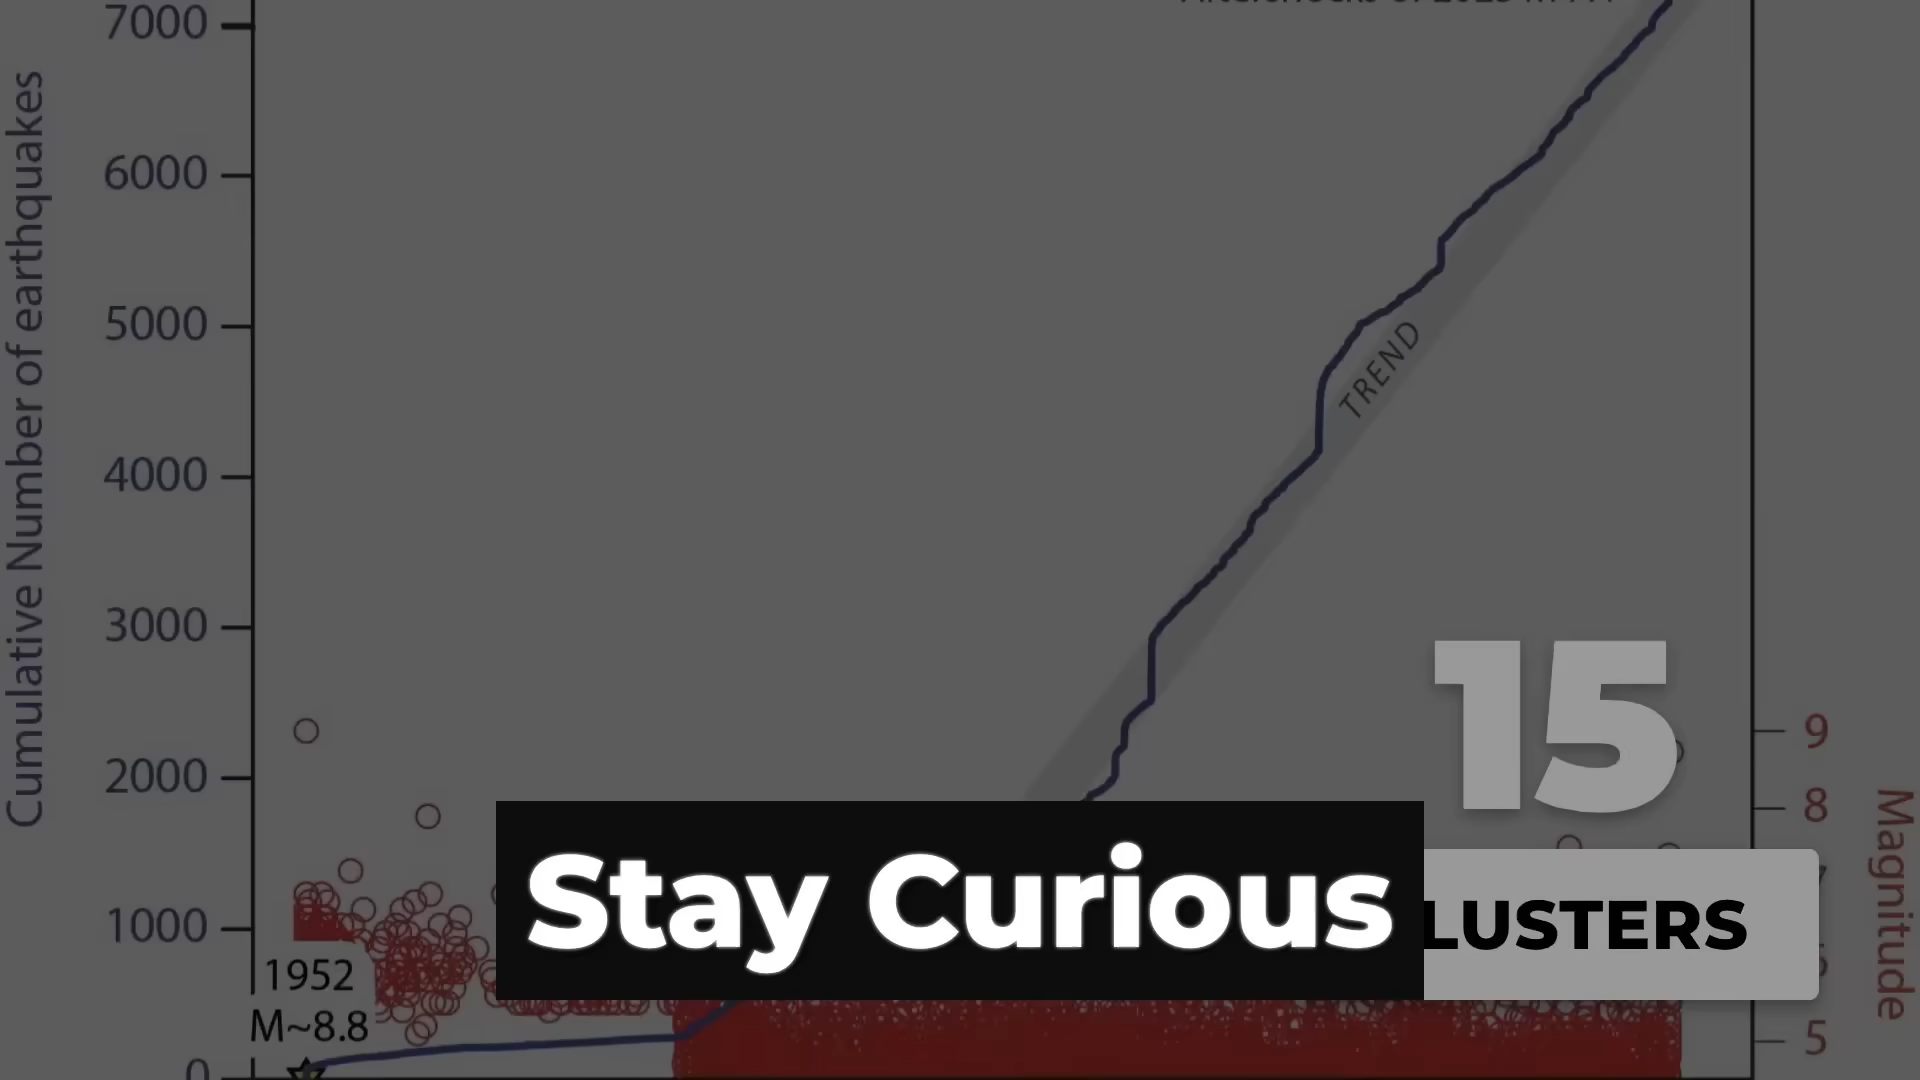 7000
6000
5000
4000
3000
2000
1000
0
Cumulative Number of earthquakes
TREND
1952
M~8.8
15
LUSTERS
Stay Curious
9
8
5
Magnitude